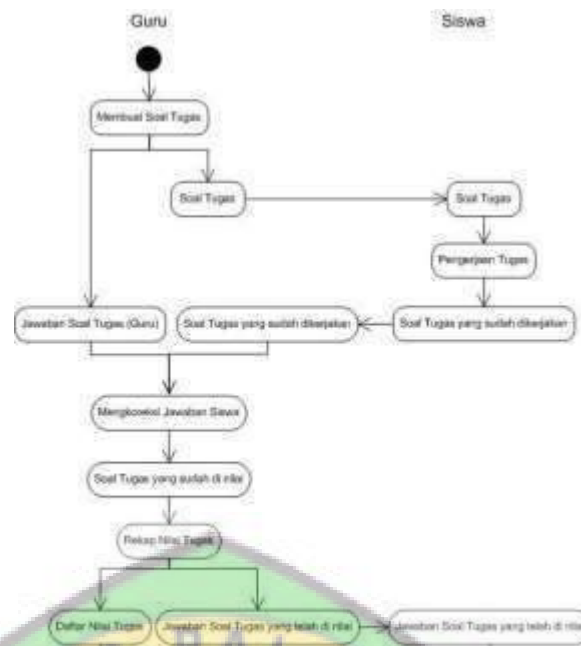 Guru
Siswa
Membuat Soal Tugas
Soal Tugas
Soal Tugas
Pengerjaan Tugas
Jawaban Soal Tugas (Guru)
Soal Tugas yang sudah dikerjakan
Soal Tugas yang sudah dikerjakan
Mengkoreksi Jawaban Siswa
Soal Tugas yang sudah di nilai
Rekap Nilai Tugas
Daftar Nilai Tugas
Jawaban Soal Tugas yang telah di nilai
Jawaban Soal Tugas yang telah di nilai